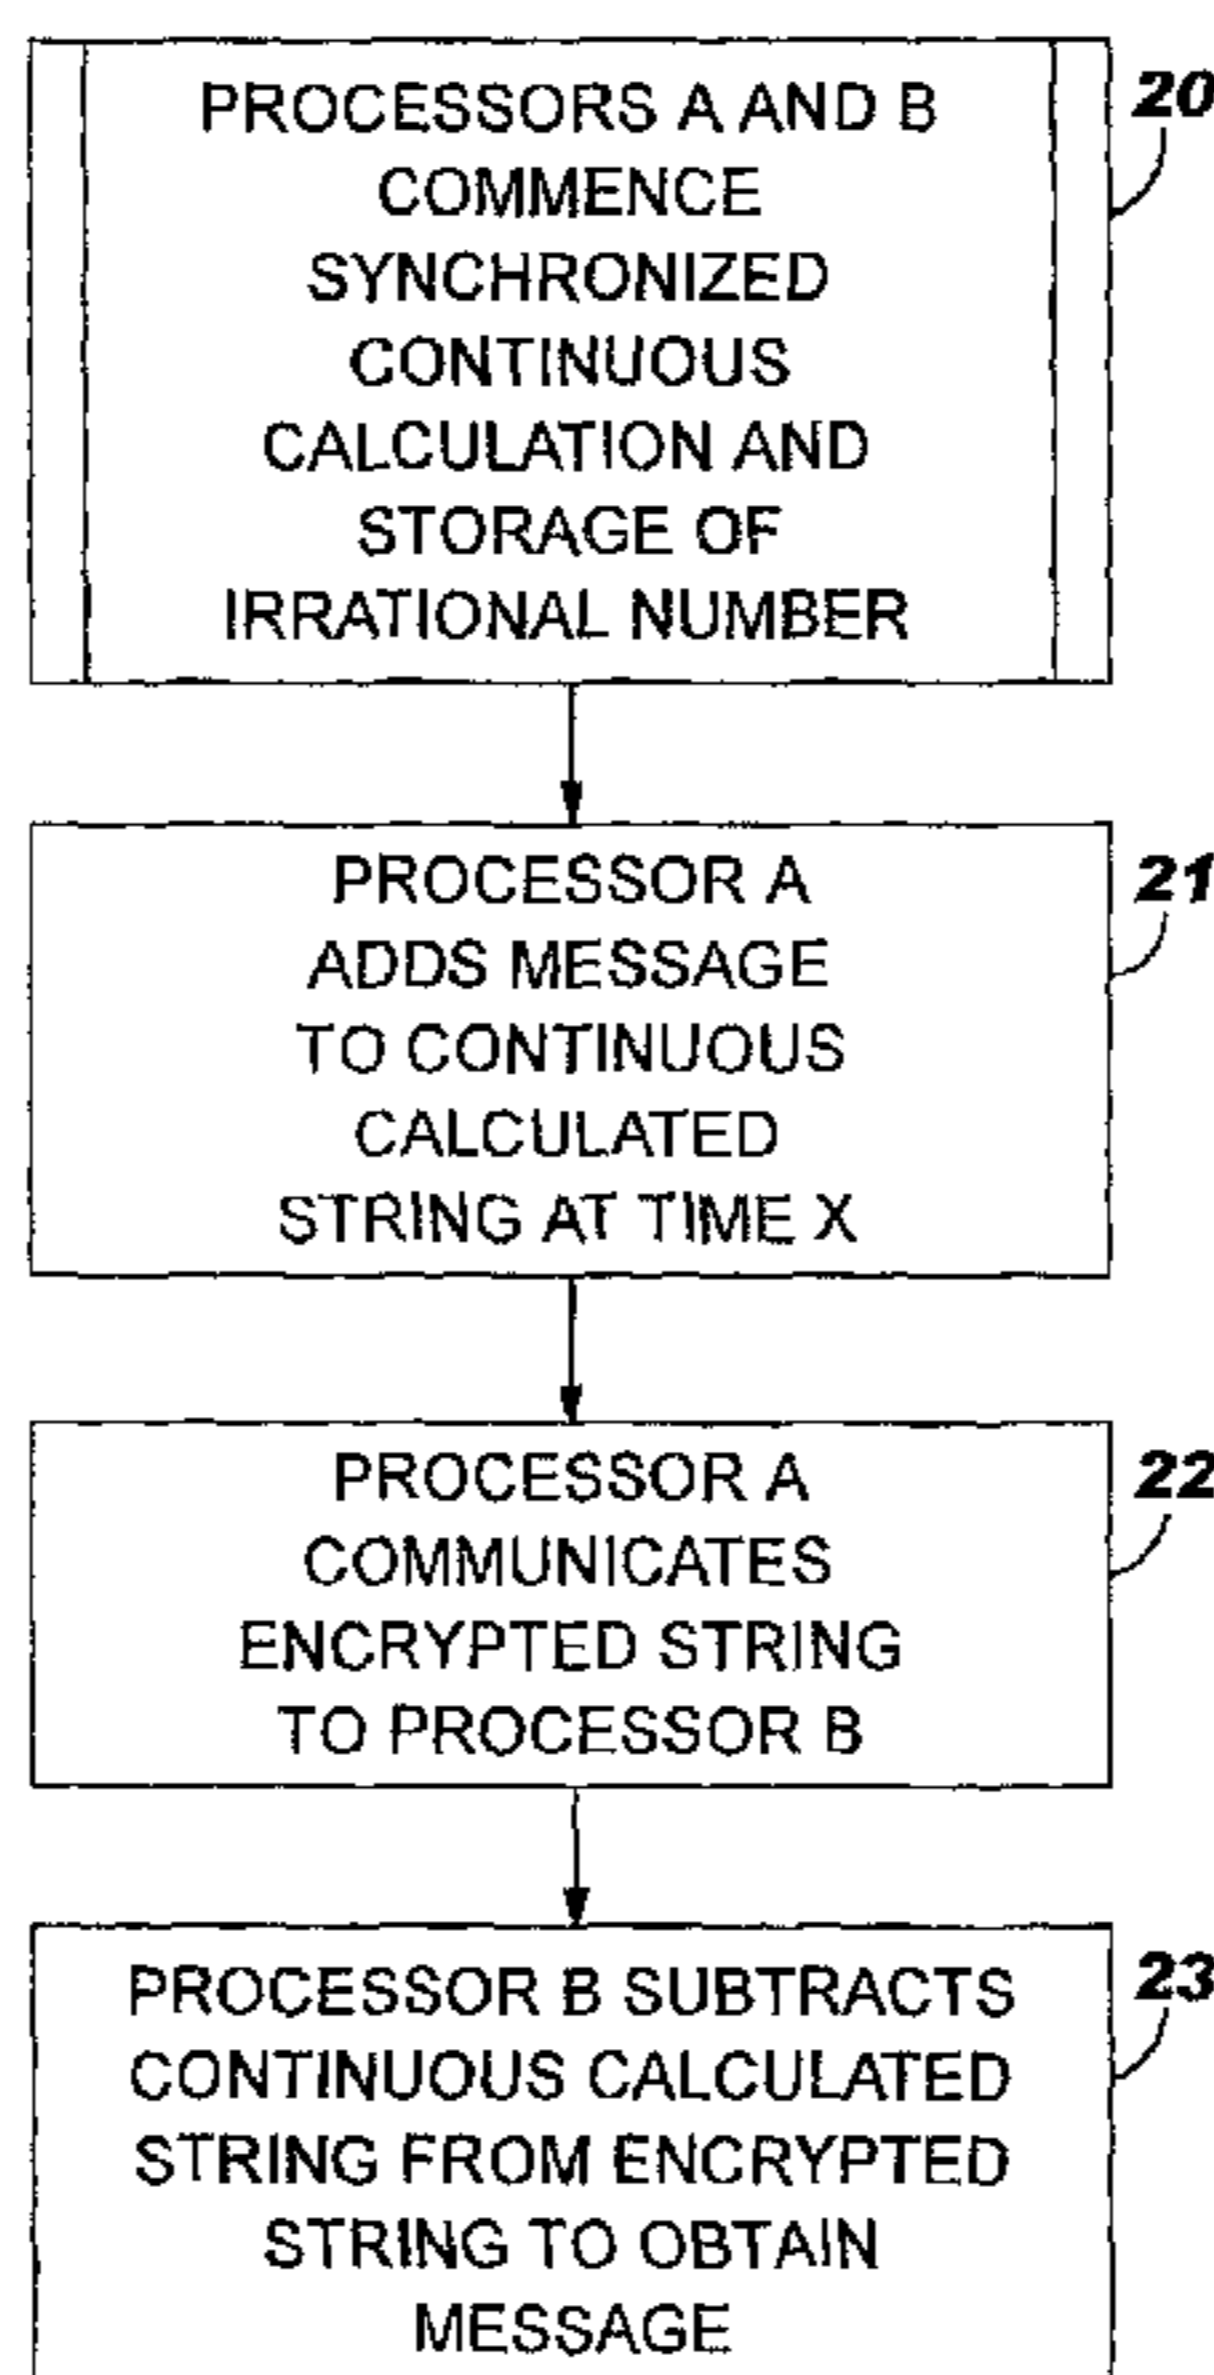 PROCESSORS A AND B
COMMENCE
SYNCHRONIZED
CONTINUOUS
CALCULATION AND
STORAGE OF
IRRATIONAL NUMBER
20
PROCESSOR A
ADDS MESSAGE
TO CONTINUOUS
CALCULATED
STRING AT TIME X
21
PROCESSOR A
COMMUNICATES
ENCRYPTED STRING
TO PROCESSOR B
22
PROCESSOR B SUBTRACTS
CONTINUOUS CALCULATED
STRING FROM ENCRYPTED
STRING TO OBTAIN
MESSAGE
23